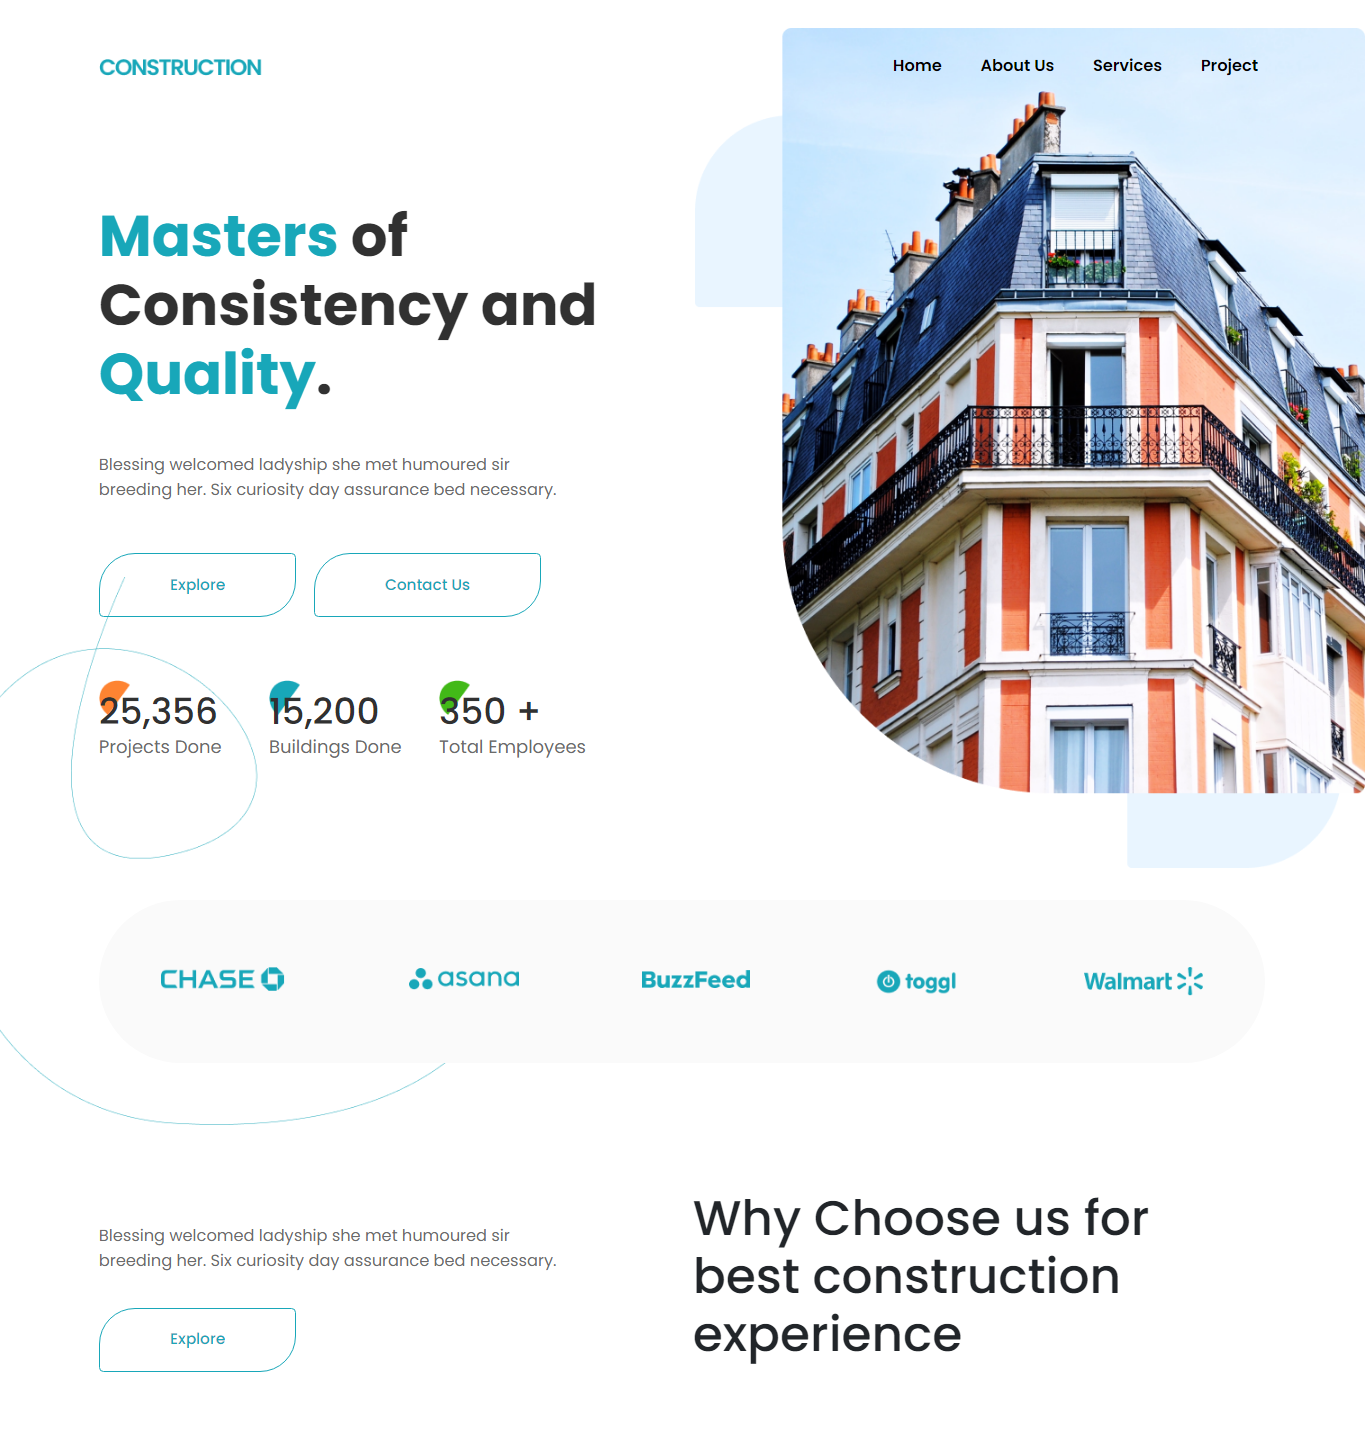 CONSTRUCTION
Home About Us Services Project
Masters of
Consistency and
Quality.
Blessing welcomed ladyship she met humoured sir
breeding her. Six curiosity day assurance bed necessary.
Explore Contact Us
25,356 15,200 350 +
Projects Done Buildings Done Total Employees
CHASE asana BuzzFeed toggl Walmart
Blessing welcomed ladyship she met humoured sir
breeding her. Six curiosity day assurance bed necessary.
Explore
Why Choose us for
best construction
experience